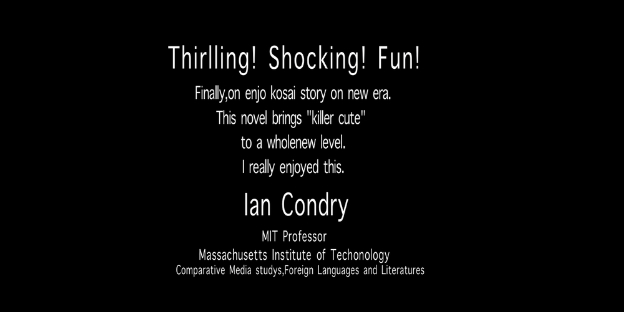 Thirlling! Shocking! Fun!
Finally,on enjo kosai story on new era.
This novel brings "killer cute"
to a wholenew level.
I really enjoyed this.
Ian Condry
MIT Professor
Massachusetts Institute of Techonology
Comparative Media studys,Foreign Languages and Literatures